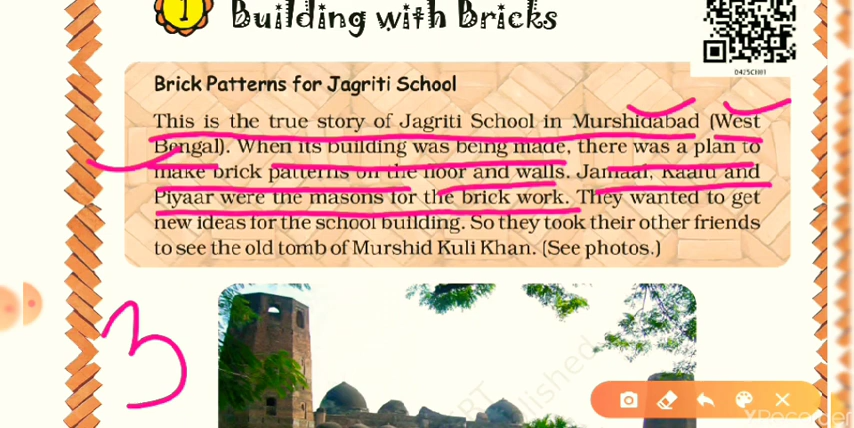 1 Building with Bricks
0425CH01
Brick Patterns for Jagriti School
This is the true story of Jagriti School in Murshidabad (West
Bengal). When its building was being made, there was a plan to
make brick patterns on the floor and walls. Jamaal, Kaalu and
Piyaar were the masons for the brick work. They wanted to get
new ideas for the school building. So they took their other friends
to see the old tomb of Murshid Kuli Khan. (See photos.)
3
XRecorder